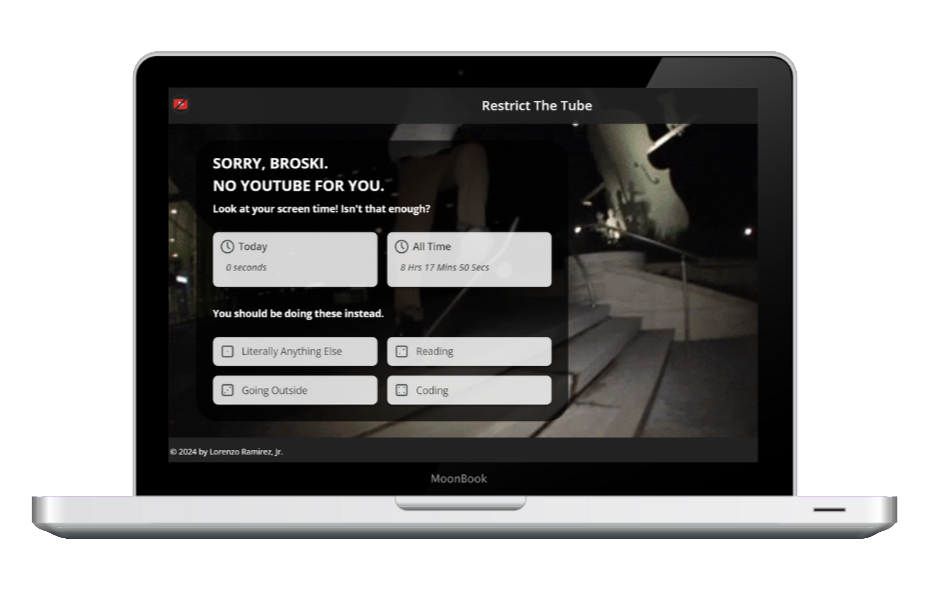 Restrict The Tube
SORRY, BROSKI.
NO YOUTUBE FOR YOU.
Look at your screen time! Isn't that enough?
Today
0 seconds
All Time
8 Hrs 17 Mins 50 Secs
You should be doing these instead.
Literally Anything Else
Reading
Going Outside
Coding
© 2024 by Lorenzo Ramirez, Jr.
MoonBook